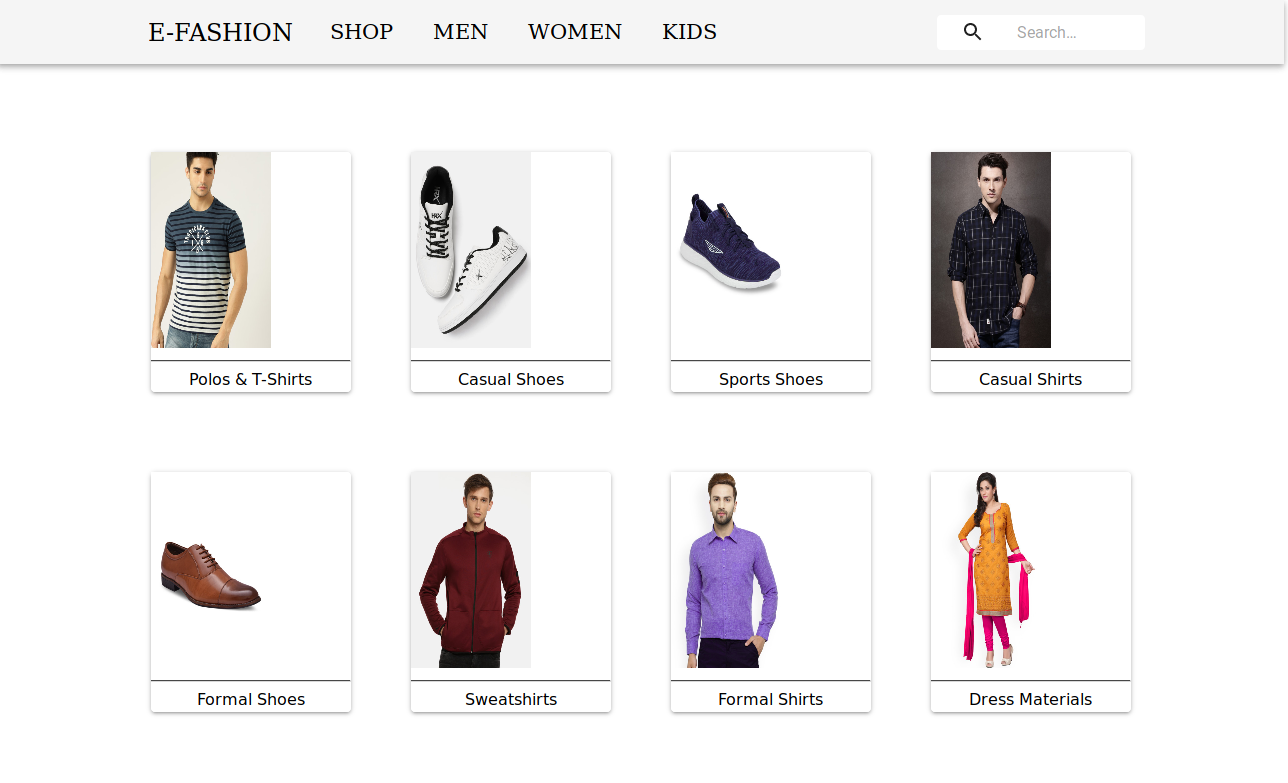 E-FASHION SHOP MEN WOMEN KIDS Search...
Polos & T-Shirts Casual Shoes Sports Shoes Casual Shirts
Formal Shoes Sweatshirts Formal Shirts Dress Materials